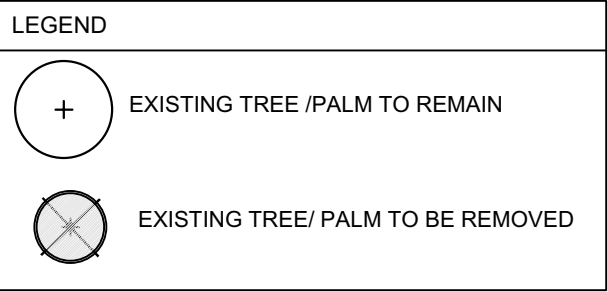 LEGEND
EXISTING TREE /PALM TO REMAIN
EXISTING TREE/ PALM TO BE REMOVED